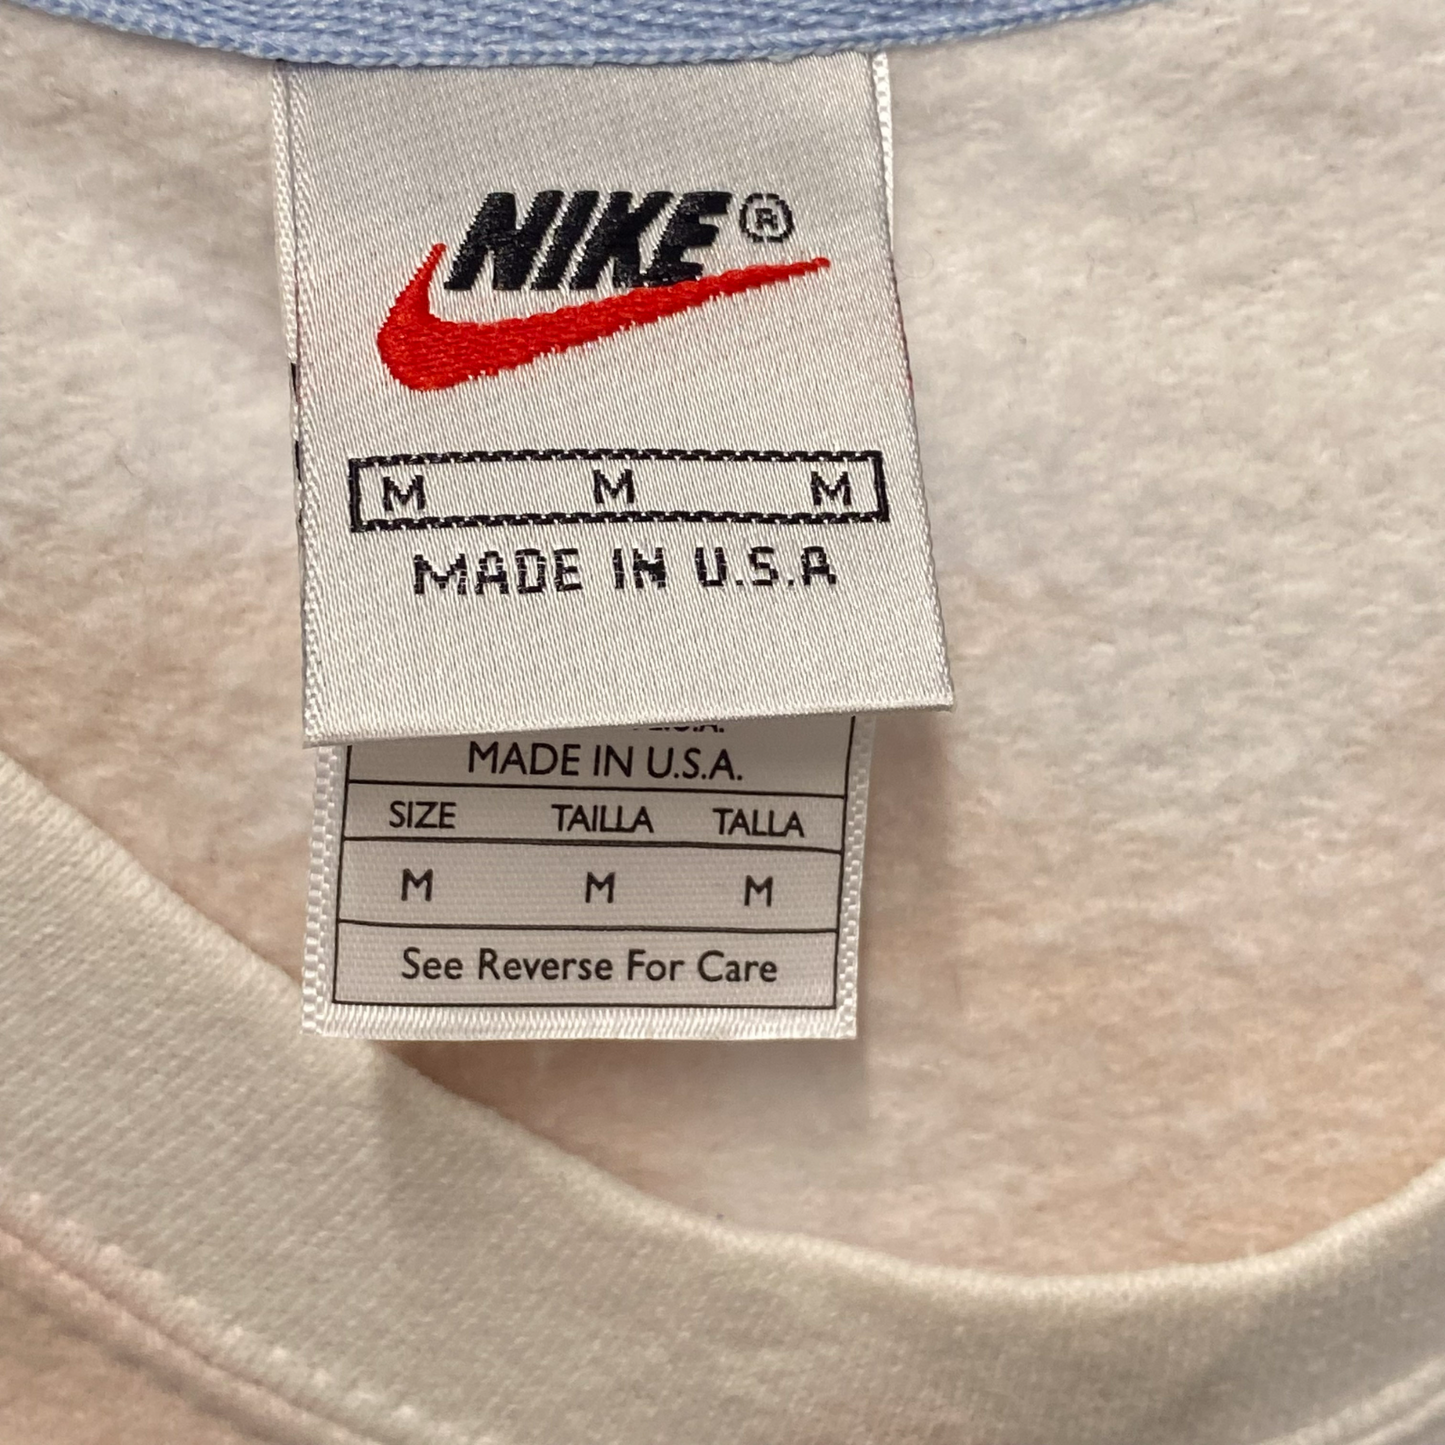 NIKE®
M M M
MADE IN U.S.A
MADE IN U.S.A.
SIZE TAILLA TALLA
M M M
See Reverse For Care